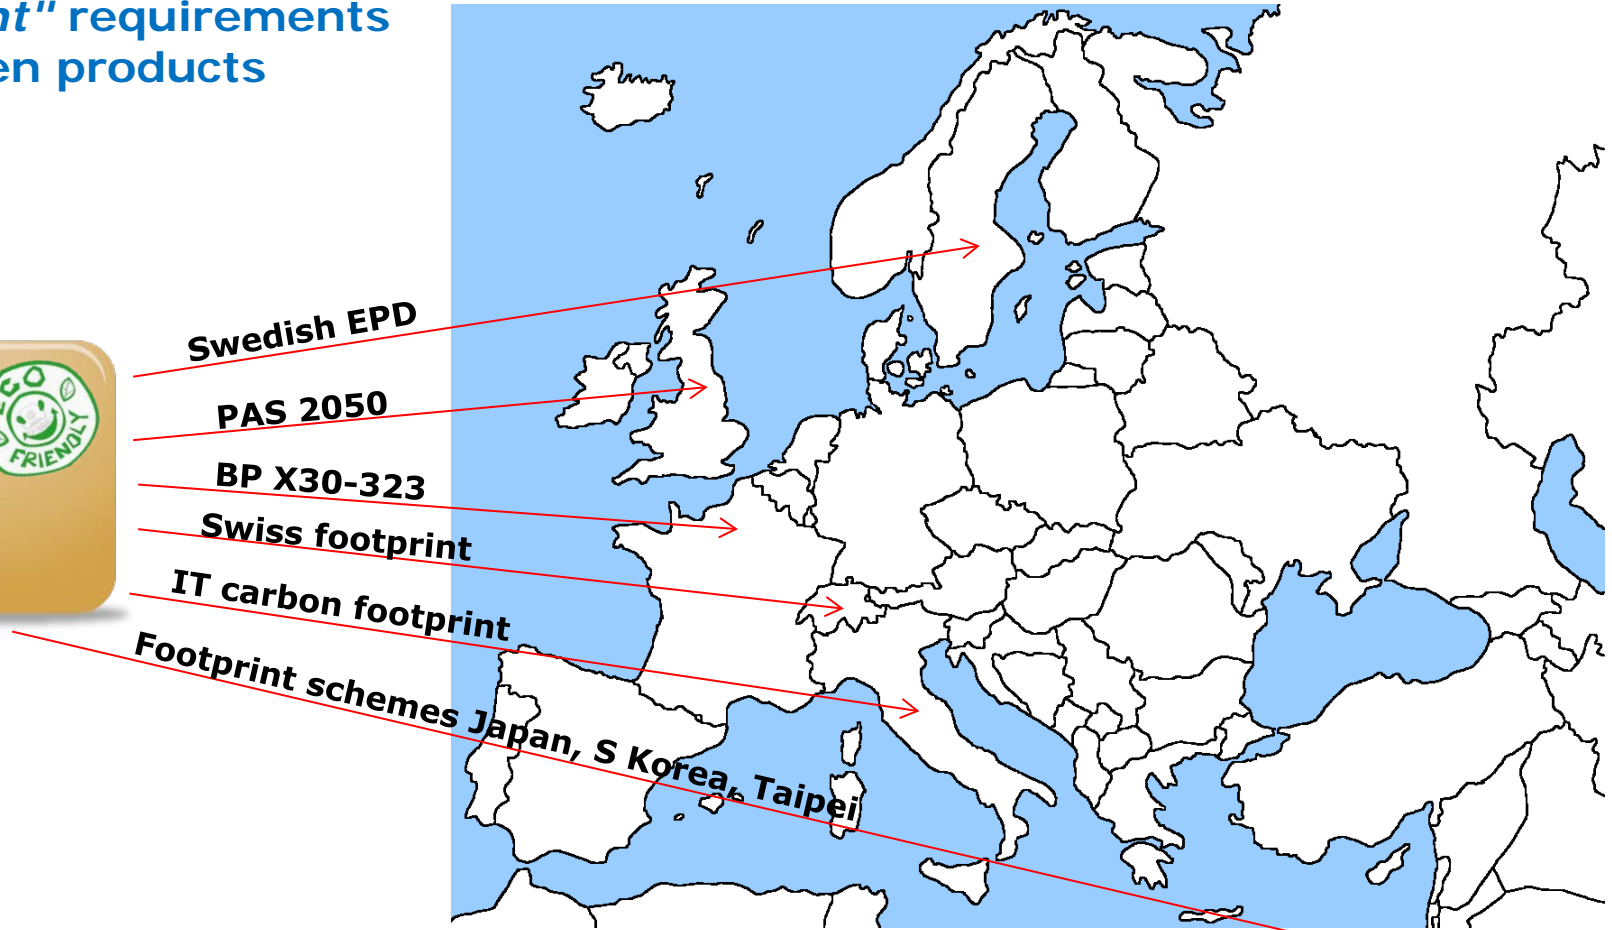 nt" requirements
en products
Swedish EPD
PAS 2050
BP X30-323
Swiss footprint
IT carbon footprint
Footprint schemes Japan, S Korea, Taipei
ECO
FRIENDLY